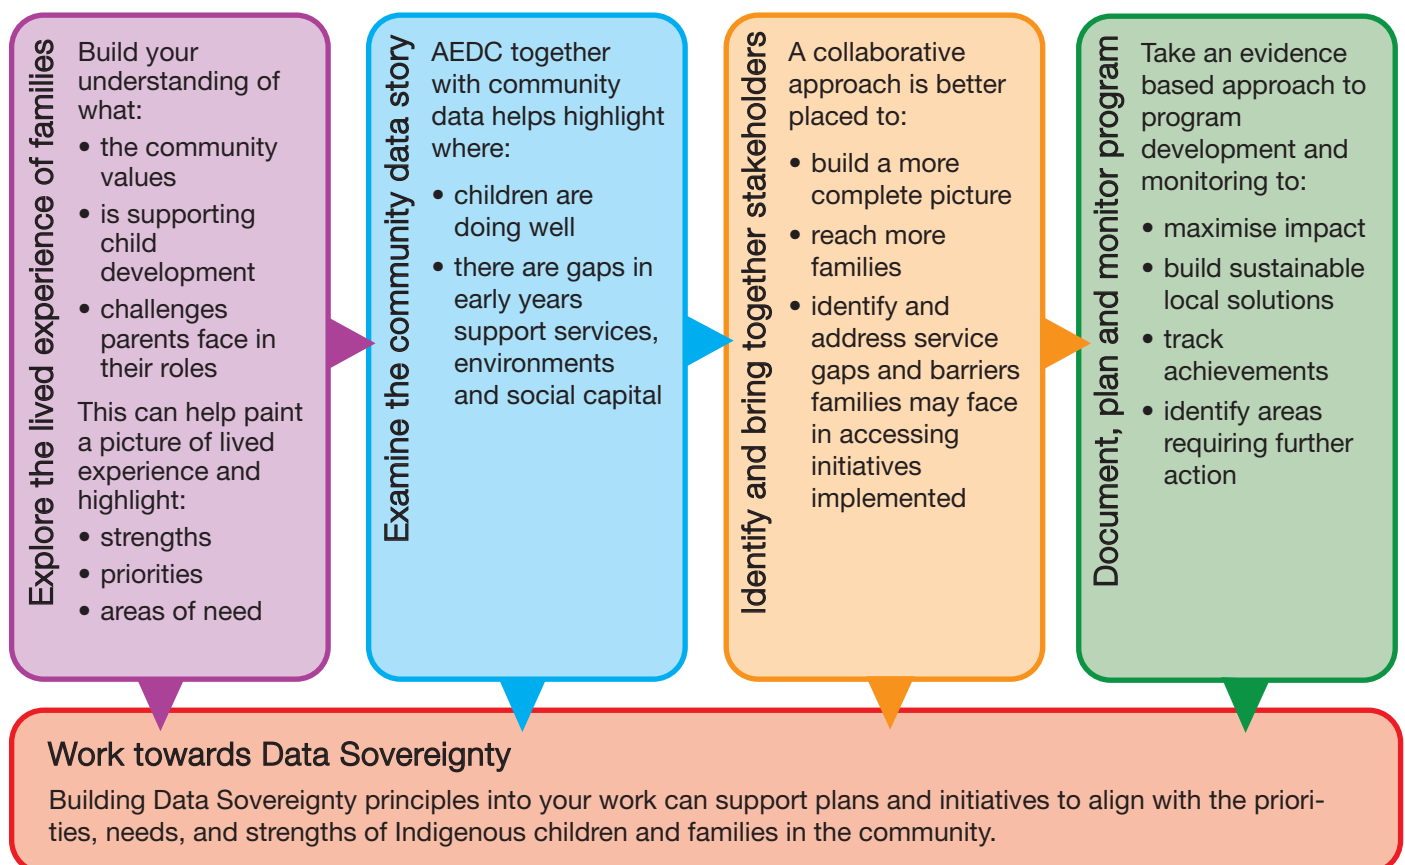 Explore the lived experience of families
Build your
understanding of
what:
• the community
values
• is supporting
child
development
• challenges
parents face in
their roles
This can help paint
a picture of lived
experience and
highlight:
• strengths
• priorities
• areas of need
Examine the community data story
AEDC together
with community
data helps highlight
where:
• children are
doing well
• there are gaps in
early years
support services,
environments
and social capital
Identify and bring together stakeholders
A collaborative
approach is better
placed to:
• build a more
complete picture
• reach more
families
• identify and
address service
gaps and barriers
families may face
in accessing
initiatives
implemented
Document, plan and monitor program
Take an evidence
based approach to
program
development and
monitoring to:
• maximise impact
• build sustainable
local solutions
• track
achievements
• identify areas
requiring further
action
Work towards Data Sovereignty
Building Data Sovereignty principles into your work can support plans and initiatives to align with the priori-
ties, needs, and strengths of Indigenous children and families in the community.